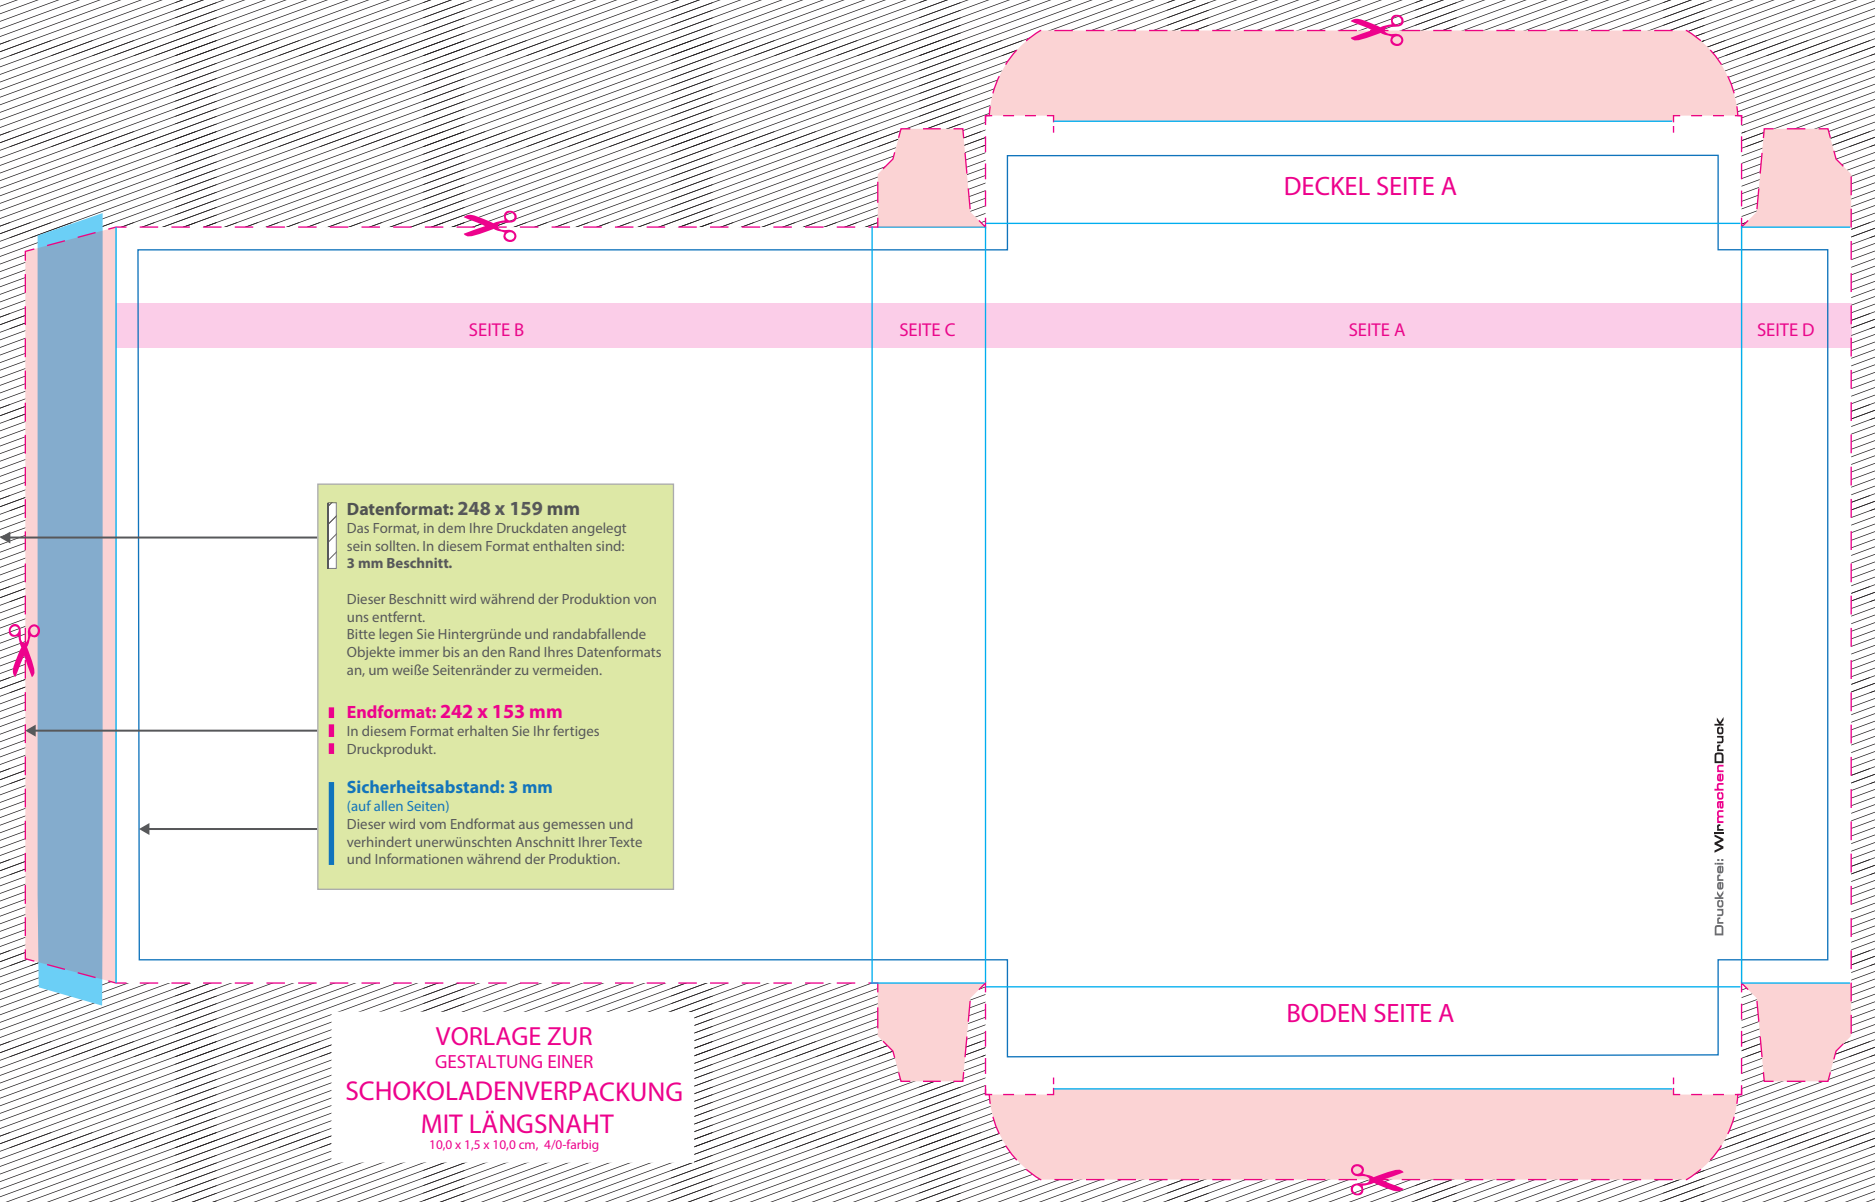 DECKEL SEITE A
SEITE B
SEITE C
SEITE A
SEITE D
Datenformat: 248 x 159 mm
Das Format, in dem Ihre Druckdaten angelegt
sein sollten. In diesem Format enthalten sind:
3 mm Beschnitt.
Dieser Beschnitt wird während der Produktion von
uns entfernt.
Bitte legen Sie Hintergründe und randabfallende
Objekte immer bis an den Rand Ihres Datenformats
an, um weiße Seitenränder zu vermeiden.
Endformat: 242 x 153 mm
In diesem Format erhalten Sie Ihr fertiges
Druckprodukt.
Sicherheitsabstand: 3 mm
(auf allen Seiten)
Dieser wird vom Endformat aus gemessen und
verhindert unerwünschten Anschnitt Ihrer Texte
und Informationen während der Produktion.
Druckerei: WIrmachenDruck
BODEN SEITE A
VORLAGE ZUR
GESTALTUNG EINER
SCHOKOLADENVERPACKUNG
MIT LÄNGSNAHT
10,0 x 1,5 x 10,0 cm, 4/0-farbig